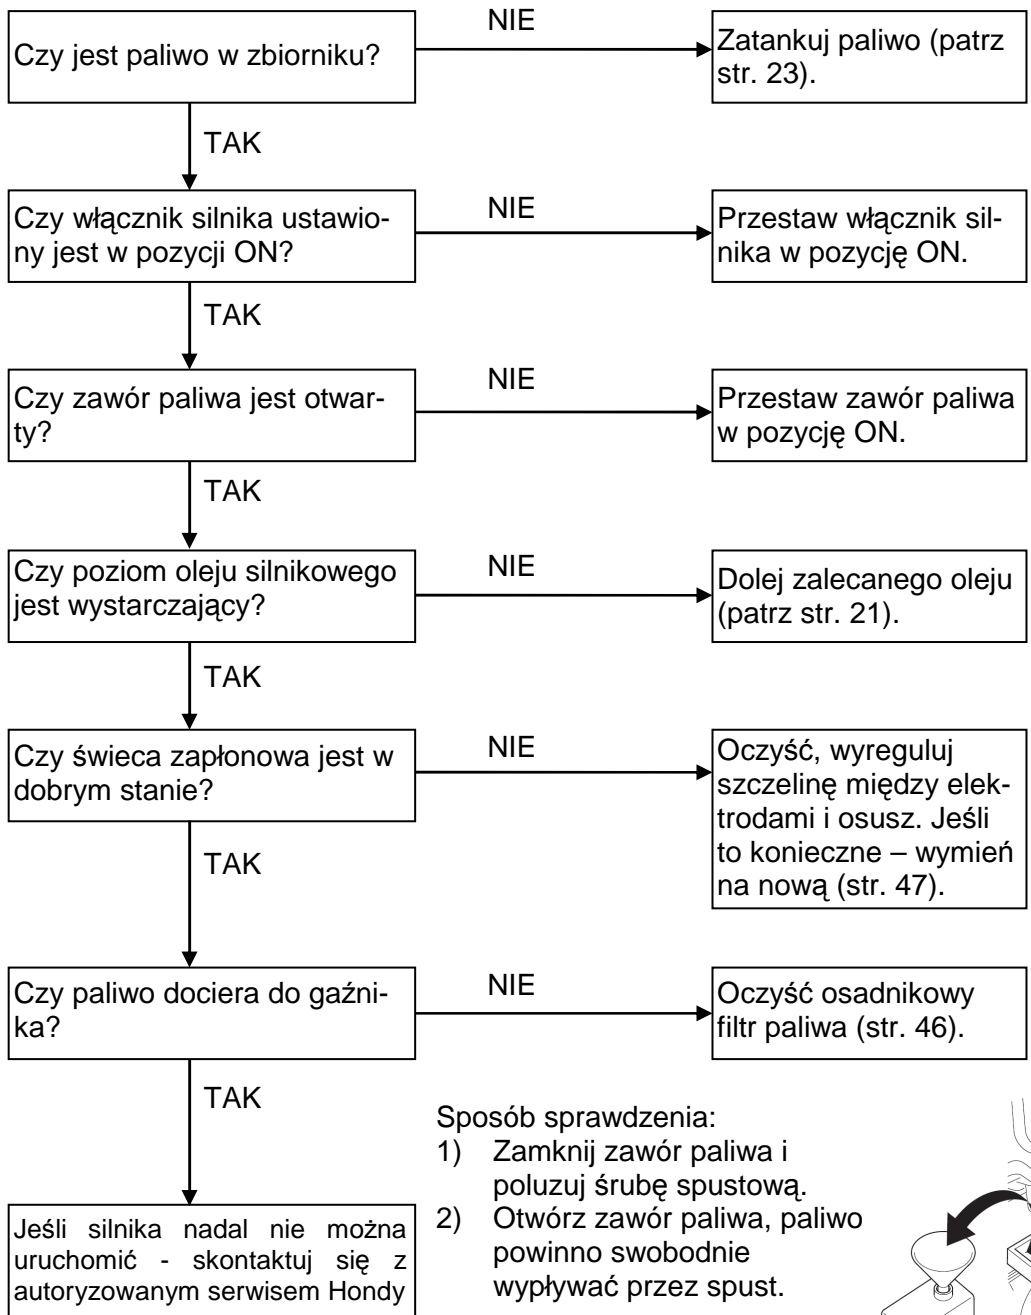 Czy jest paliwo w zbiorniku?
NIE
Zatankuj paliwo (patrz
str. 23).
TAK
Czy włącznik silnika ustawio-
ny jest w pozycji ON?
NIE
Przestaw włącznik sil-
nika w pozycję ON.
TAK
Czy zawór paliwa jest otwar-
ty?
NIE
Przestaw zawór paliwa
w pozycję ON.
TAK
Czy poziom oleju silnikowego
jest wystarczający?
NIE
Dolej zalecanego oleju
(patrz str. 21).
TAK
Czy świeca zapłonowa jest w
dobrym stanie?
NIE
Oczyść, wyreguluj
szczelinę między elek-
trodami i osusz. Jeśli
to konieczne – wymień
na nową (str. 47).
TAK
Czy paliwo dociera do gaźni-
ka?
NIE
Oczyść osadnikowy
filtr paliwa (str. 46).
TAK
Jeśli silnika nadal nie można
uruchomić - skontaktuj się z
autoryzowanym serwisem Hondy
Sposób sprawdzenia:
1) Zamknij zawór paliwa i
poluzuj śrubę spustową.
2) Otwórz zawór paliwa, paliwo
powinno swobodnie
wypływać przez spust.